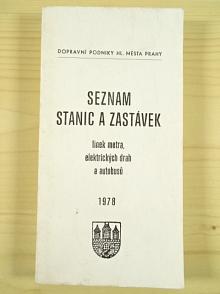 DOPRAVNÍ PODNIKY HL. MĚSTA PRAHY
SEZNAM
STANIC A ZASTÁVEK
linek metra,
elektrických drah
a autobusů
1978